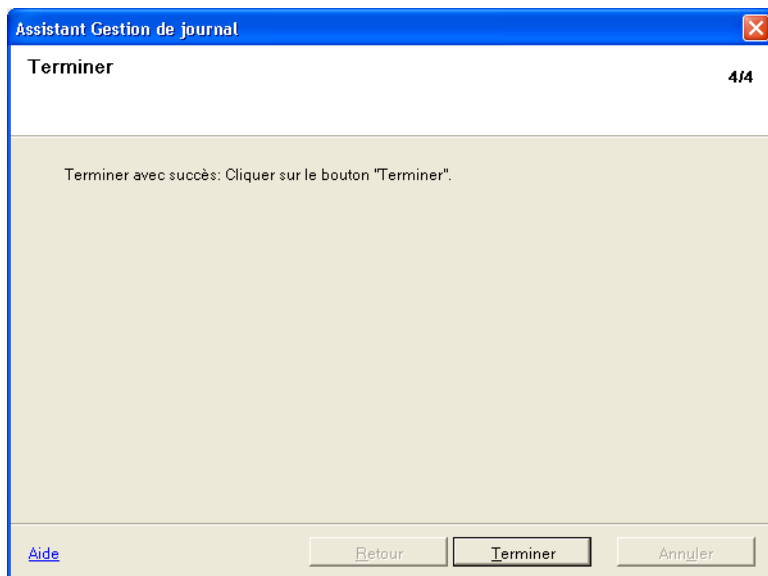 Assistant Gestion de journal
Terminer
4/4
Terminer avec succès: Cliquer sur le bouton "Terminer".
Aide
Retour
Terminer
Annuler